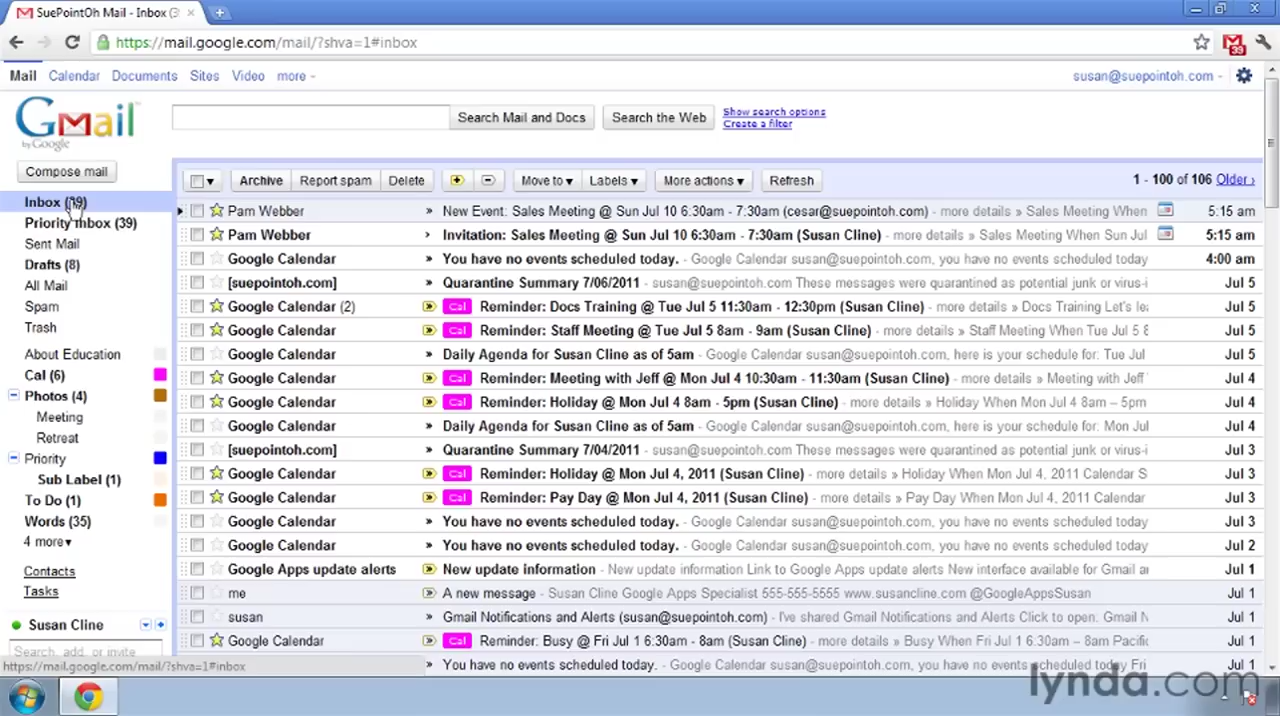 SuePointOh Mail - Inbox (3
https://mail.google.com/mail/?shva=1#inbox
39
Mail Calendar Documents Sites Video more
susan@suepointoh.com
Gmail
by Google
Search Mail and Docs
Search the Web
Show search options
Create a filter
Compose mail
Archive Report spam Delete Move to Labels More actions Refresh
1 - 100 of 106 Older ›
Inbox (39)
Priority Inbox (39)
Sent Mail
Drafts (8)
All Mail
Spam
Trash
About Education
Cal (6)
Photos (4)
Meeting
Retreat
Priority
Sub Label (1)
To Do (1)
Words (35)
4 more
Contacts
Tasks
Susan Cline
Search, add, or invite
https://mail.google.com/mail/?shva=1#inbox
Pam Webber » New Event: Sales Meeting @ Sun Jul 10 6:30am - 7:30am (cesar@suepointoh.com) - more details » Sales Meeting When 5:15 am
Pam Webber › Invitation: Sales Meeting @ Sun Jul 10 6:30am - 7:30am (Susan Cline) - more details » Sales Meeting When Sun Jul 5:15 am
Google Calendar » You have no events scheduled today. - Google Calendar susan@suepointoh.com, you have no events scheduled today 4:00 am
[suepointoh.com] » Quarantine Summary 7/06/2011 - susan@suepointoh.com These messages were quarantined as potential junk or virus-i Jul 5
Google Calendar (2) » Cal Reminder: Docs Training @ Tue Jul 5 11:30am - 12:30pm (Susan Cline) - more details » Docs Training Let's le Jul 5
Google Calendar » Cal Reminder: Staff Meeting @ Tue Jul 5 8am - 9am (Susan Cline) - more details » Staff Meeting When Tue Jul 5 8 Jul 5
Google Calendar » Daily Agenda for Susan Cline as of 5am - Google Calendar susan@suepointoh.com, here is your schedule for: Tue Jul Jul 5
Google Calendar » Cal Reminder: Meeting with Jeff @ Mon Jul 4 10:30am - 11:30am (Susan Cline) - more details » Meeting with Jeff Jul 4
Google Calendar » Cal Reminder: Holiday @ Mon Jul 4 8am - 5pm (Susan Cline) - more details » Holiday When Mon Jul 4 8am – 5pm Jul 4
Google Calendar » Daily Agenda for Susan Cline as of 5am - Google Calendar susan@suepointoh.com, here is your schedule for: Mon Jul Jul 4
[suepointoh.com] » Quarantine Summary 7/04/2011 - susan@suepointoh.com These messages were quarantined as potential junk or virus-i Jul 3
Google Calendar » Cal Reminder: Holiday @ Mon Jul 4, 2011 (Susan Cline) - more details » Holiday When Mon Jul 4, 2011 Calendar S Jul 3
Google Calendar » Cal Reminder: Pay Day @ Mon Jul 4, 2011 (Susan Cline) - more details » Pay Day When Mon Jul 4, 2011 Calendar Jul 3
Google Calendar » You have no events scheduled today. - Google Calendar susan@suepointoh.com, you have no events scheduled today Jul 3
Google Calendar » You have no events scheduled today. - Google Calendar susan@suepointoh.com, you have no events scheduled today Jul 2
Google Apps update alerts » New update information - New update information Link to Google Apps update alerts New interface available for Gmail ar Jul 1
me » A new message - Susan Cline Google Apps Specialist 555-555-5555 www.susancline.com @GoogleAppsSusan Jul 1
susan » Gmail Notifications and Alerts (susan@suepointoh.com) - I've shared Gmail Notifications and Alerts Click to open: Gmail N Jul 1
Google Calendar » Cal Reminder: Busy @ Fri Jul 1 6:30am - 8am (Susan Cline) - more details » Busy When Fri Jul 1 6:30am – 8am Pacific Jul 1
» You have no events scheduled today. - Google Calendar susan@suepointoh.com, you have no events scheduled today Fri Jul 1
lynda.com